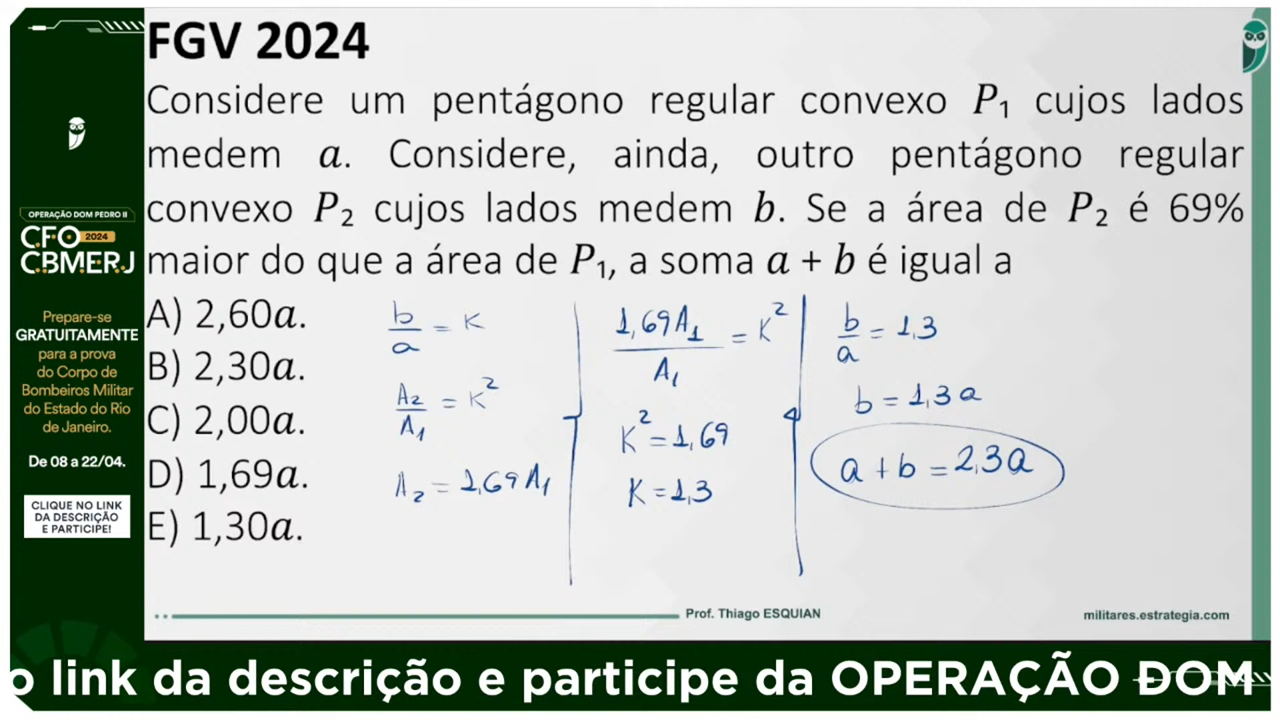 FGV 2024
Considere um pentágono regular convexo P₁ cujos lados
medem a. Considere, ainda, outro pentágono regular
convexo P₂ cujos lados medem b. Se a área de P₂ é 69%
maior do que a área de P₁, a soma a + b é igual a
A) 2,60a.
B) 2,30a.
C) 2,00a.
D) 1,69a.
E) 1,30a.
b/a = K
A₂/A₁ = K²
A₂ = 1,69A₁
1,69A₁/A₁ = K²
K² = 1,69
K = 1,3
b/a = 1,3
b = 1,3a
a + b = 2,3a
OPERAÇÃO DOM PEDRO II
CFO 2024
CBMERJ
Prepare-se
GRATUITAMENTE
para a prova
do Corpo de
Bombeiros Militar
do Estado do Rio
de Janeiro.
De 08 a 22/04.
CLIQUE NO LINK
DA DESCRIÇÃO
E PARTICIPE!
Prof. Thiago ESQUIAN
militares.estrategia.com
o link da descrição e participe da OPERAÇÃO DOM